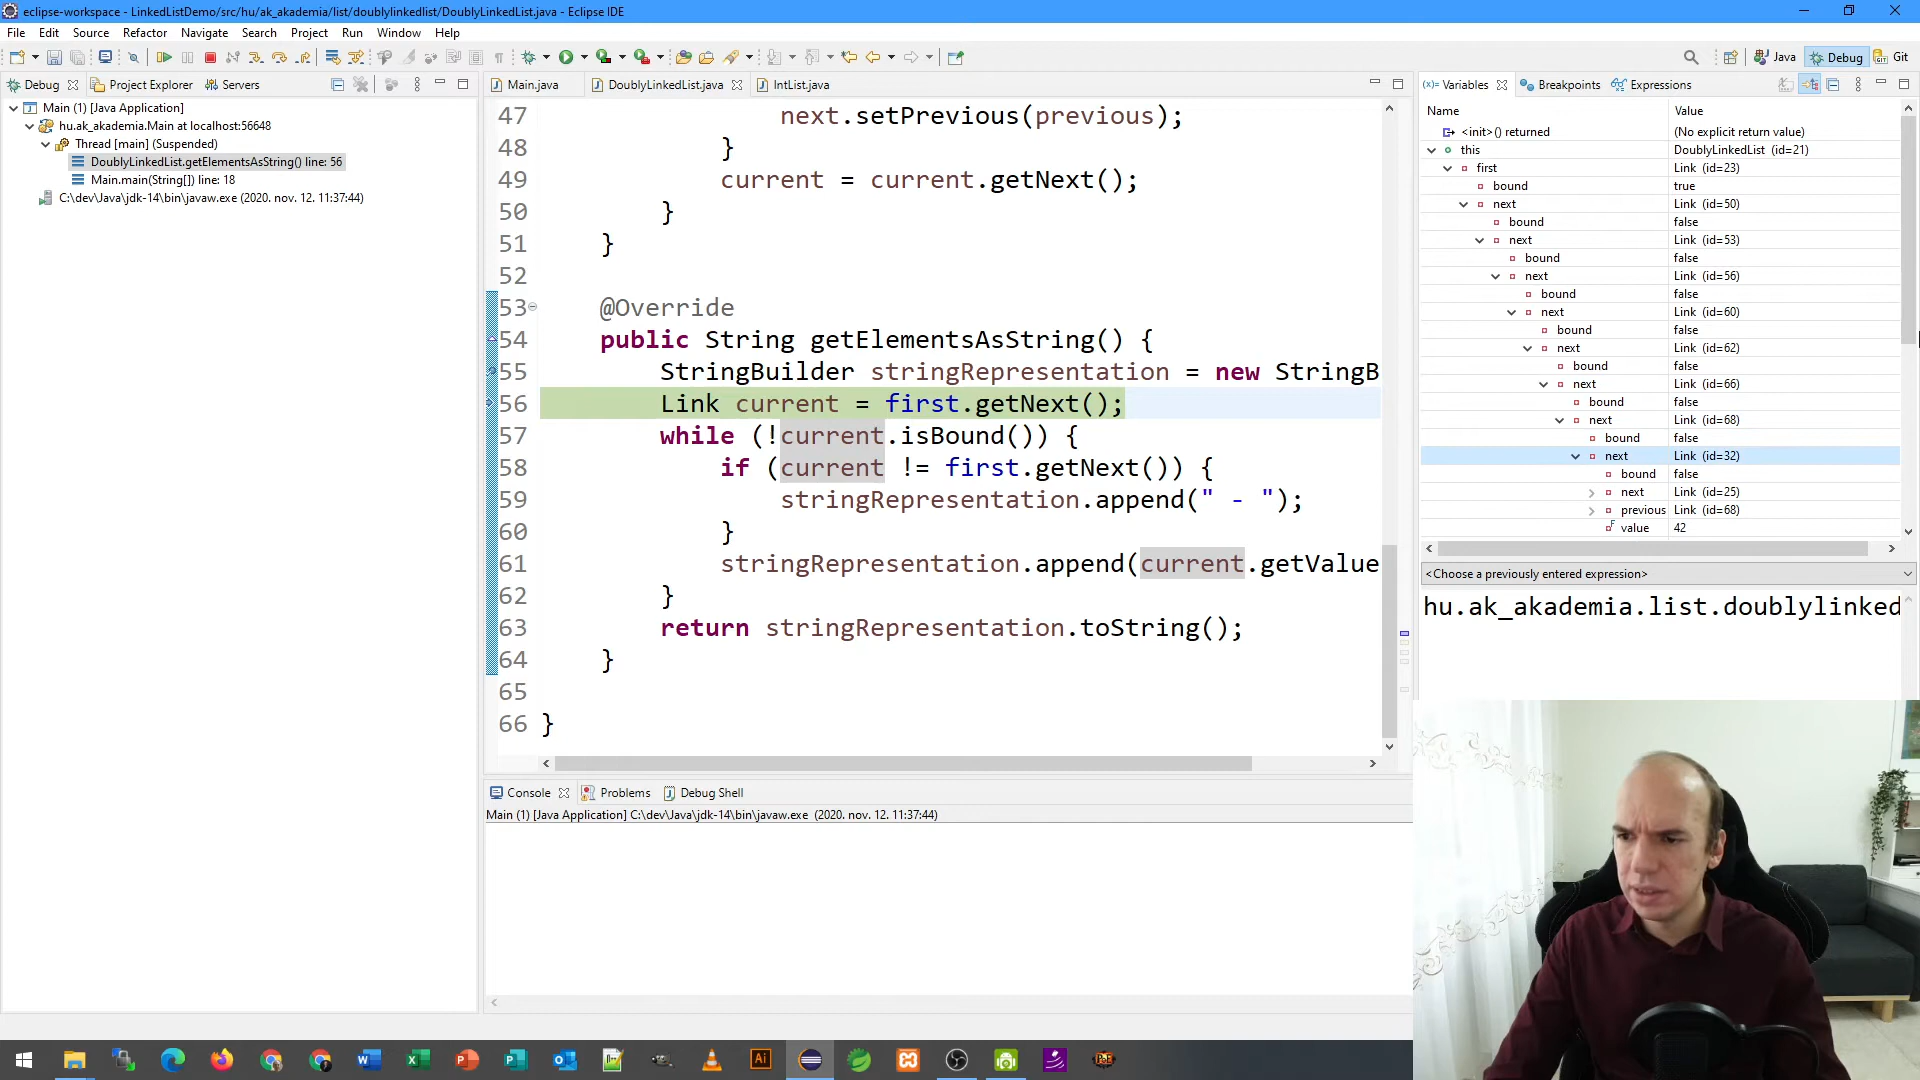 eclipse-workspace - LinkedListDemo/src/hu/ak_akademia/list/doublylinkedlist/DoublyLinkedList.java - Eclipse IDE
File Edit Source Refactor Navigate Search Project Run Window Help
Java Debug Git
Debug Project Explorer Servers
Main (1) [Java Application]
hu.ak_akademia.Main at localhost:56648
Thread [main] (Suspended)
DoublyLinkedList.getElementsAsString() line: 56
Main.main(String[]) line: 18
C:\dev\Java\jdk-14\bin\javaw.exe (2020. nov. 12. 11:37:44)
Main.java DoublyLinkedList.java IntList.java
47 next.setPrevious(previous);
48 }
49 current = current.getNext();
50 }
51 }
52
53 @Override
54 public String getElementsAsString() {
55 StringBuilder stringRepresentation = new StringB
56 Link current = first.getNext();
57 while (!current.isBound()) {
58 if (current != first.getNext()) {
59 stringRepresentation.append(" - ");
60 }
61 stringRepresentation.append(current.getValue
62 }
63 return stringRepresentation.toString();
64 }
65
66 }
Console Problems Debug Shell
Main (1) [Java Application] C:\dev\Java\jdk-14\bin\javaw.exe (2020. nov. 12. 11:37:44)
(x)= Variables Breakpoints Expressions
Name Value
<init>() returned (No explicit return value)
this DoublyLinkedList (id=21)
first Link (id=23)
bound true
next Link (id=50)
bound false
next Link (id=53)
bound false
next Link (id=56)
bound false
next Link (id=60)
bound false
next Link (id=62)
bound false
next Link (id=66)
bound false
next Link (id=68)
bound false
next Link (id=32)
bound false
next Link (id=25)
previous Link (id=68)
value 42
<Choose a previously entered expression>
hu.ak_akademia.list.doublylinked